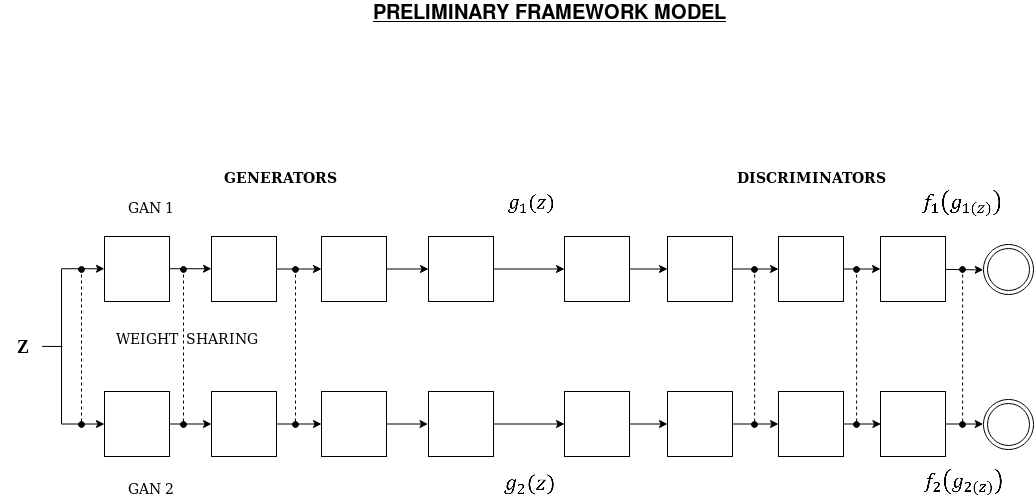 PRELIMINARY FRAMEWORK MODEL
GENERATORS
DISCRIMINATORS
GAN 1
g₁(z)
f₁(g₁₍z₎)
WEIGHT SHARING
Z
GAN 2
g₂(z)
f₂(g₂₍z₎)